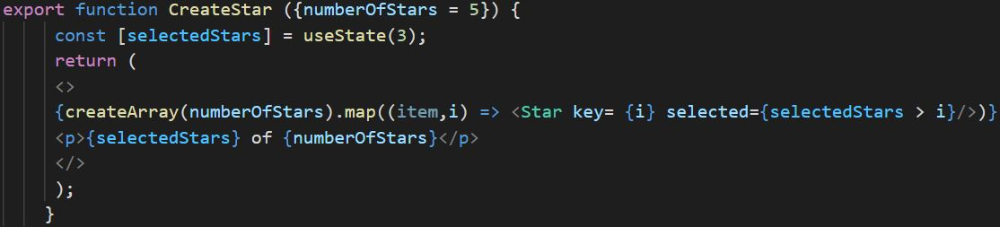 export function CreateStar ({numberOfStars = 5}) {
const [selectedStars] = useState(3);
return (
<>
{createArray(numberOfStars).map((item,i) => <Star key= {i} selected={selectedStars > i}/>)}
<p>{selectedStars} of {numberOfStars}</p>
</>
);
}